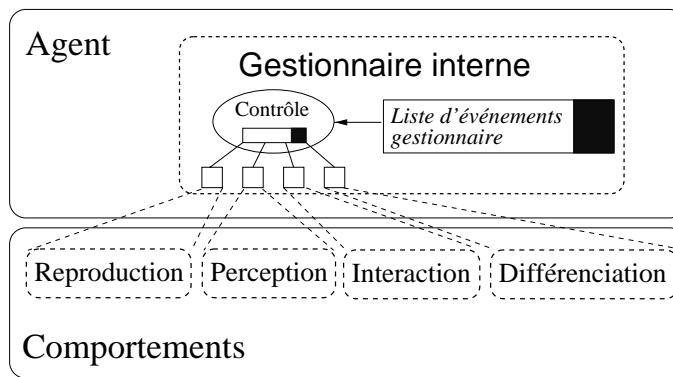 Agent
Gestionnaire interne
Contrôle
Liste d'événements
gestionnaire
Reproduction
Perception
Interaction
Différenciation
Comportements